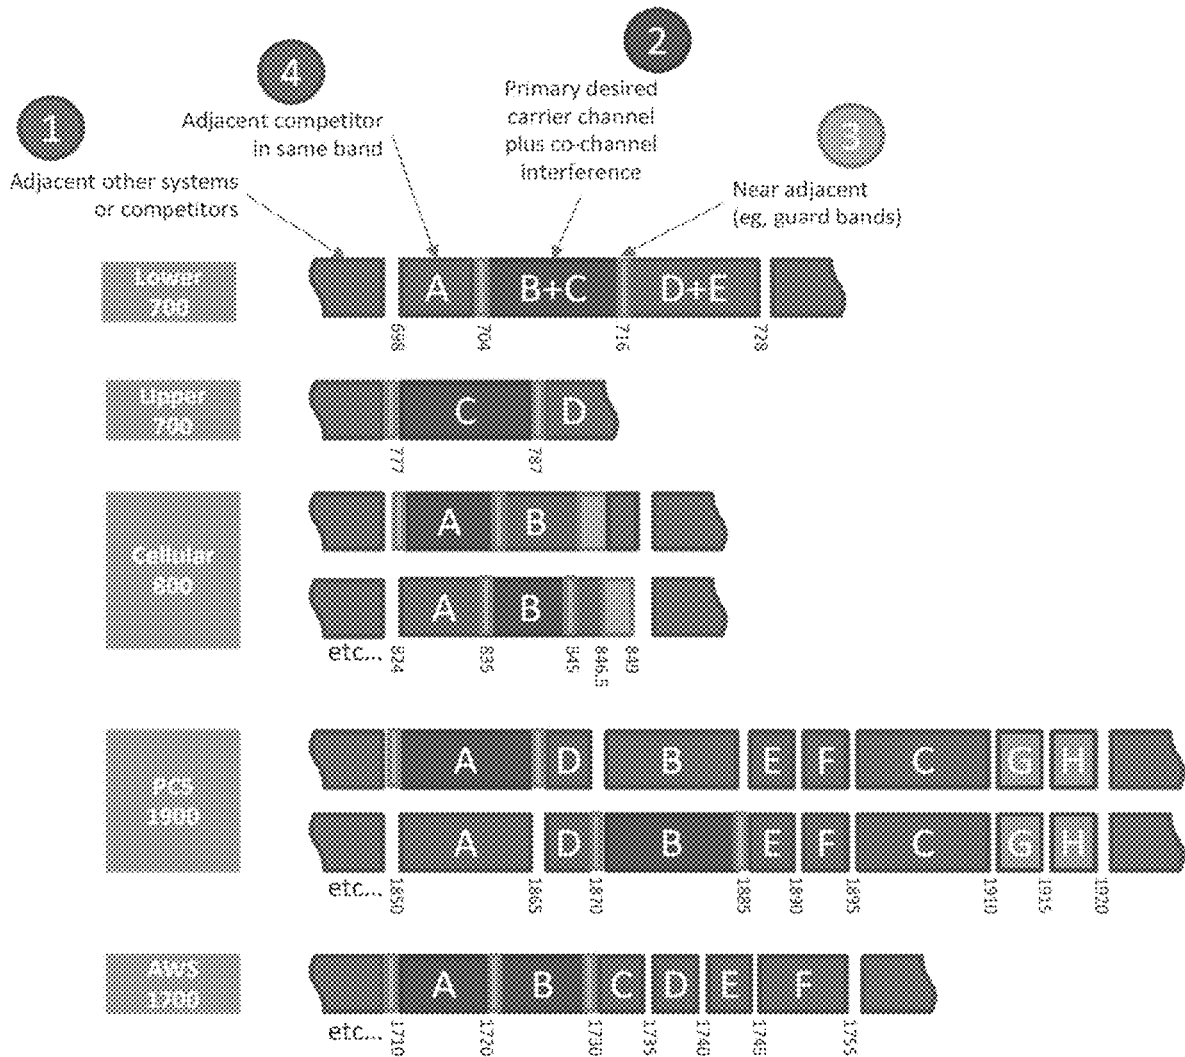 1
4
2
3
Adjacent other systems
or competitors
Adjacent competitor
in same band
Primary desired
carrier channel
plus co-channel
interference
Near adjacent
(eg, guard bands)
Lower
700
A B+C D+E
698 704 716 728
Upper
700
C D
777 787
Cellular
800
A B
A B
etc... 824 835 845 846.5 849
PCS
1900
A D B E F C G H
A D B E F C G H
etc... 1850 1865 1870 1885 1890 1895 1910 1915 1920
AWS
1700
A B C D E F
etc... 1710 1720 1730 1735 1740 1745 1755